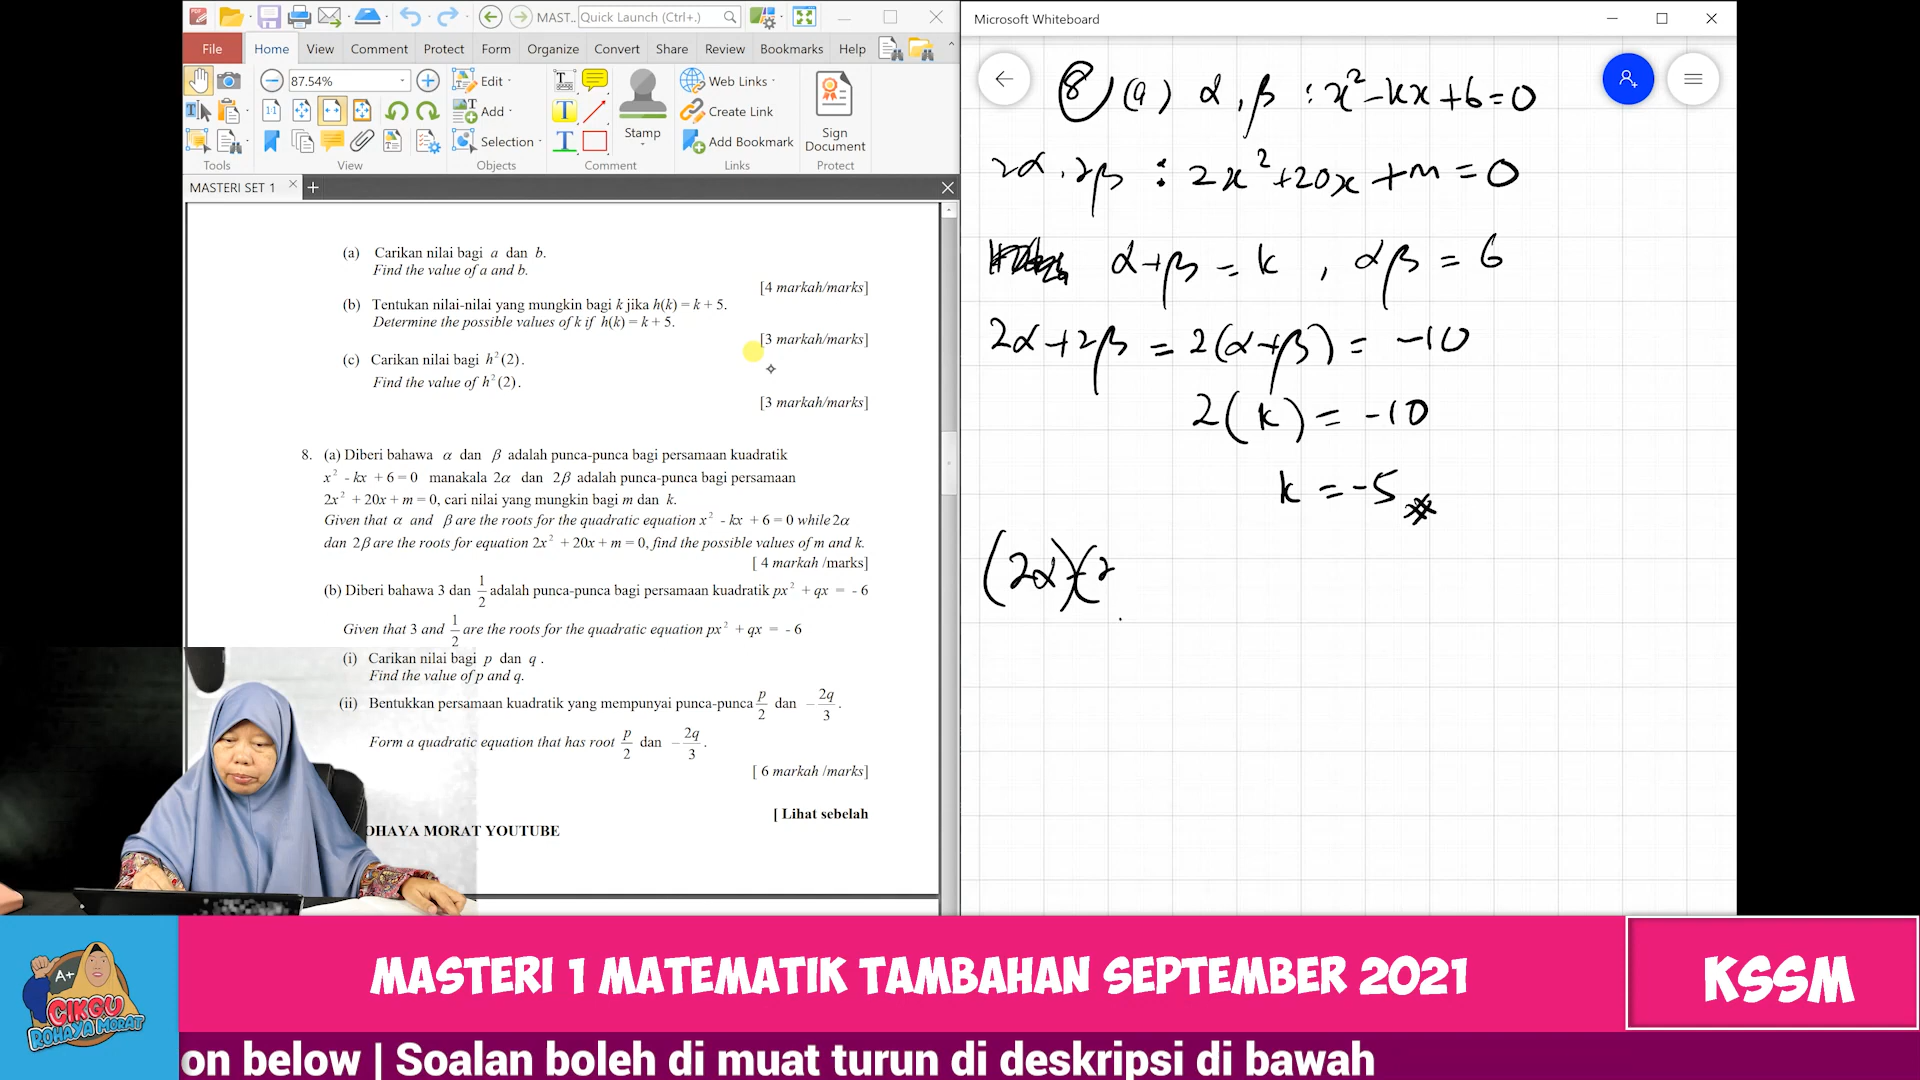 MAST..
Quick Launch (Ctrl+.)
File Home View Comment Protect Form Organize Convert Share Review Bookmarks Help
87.54%
Edit
Add
Selection
Stamp
Web Links
Create Link
Add Bookmark
Sign
Document
Tools View Objects Comment Links Protect
MASTERI SET 1
(a) Carikan nilai bagi a dan b.
Find the value of a and b.
[4 markah/marks]
(b) Tentukan nilai-nilai yang mungkin bagi k jika h(k) = k + 5.
Determine the possible values of k if h(k) = k + 5.
[3 markah/marks]
(c) Carikan nilai bagi h²(2).
Find the value of h²(2).
[3 markah/marks]
8. (a) Diberi bahawa α dan β adalah punca-punca bagi persamaan kuadratik
x² - kx + 6 = 0 manakala 2α dan 2β adalah punca-punca bagi persamaan
2x² + 20x + m = 0, cari nilai yang mungkin bagi m dan k.
Given that α and β are the roots for the quadratic equation x² - kx + 6 = 0 while 2α
dan 2β are the roots for equation 2x² + 20x + m = 0, find the possible values of m and k.
[ 4 markah /marks]
(b) Diberi bahawa 3 dan 1/2 adalah punca-punca bagi persamaan kuadratik px² + qx = - 6
Given that 3 and 1/2 are the roots for the quadratic equation px² + qx = - 6
(i) Carikan nilai bagi p dan q .
Find the value of p and q.
(ii) Bentukkan persamaan kuadratik yang mempunyai punca-punca p/2 dan - 2q/3 .
Form a quadratic equation that has root p/2 dan - 2q/3 .
[ 6 markah /marks]
[ Lihat sebelah
OHAYA MORAT YOUTUBE
Microsoft Whiteboard
8 (a) α , β : x² - kx + 6 = 0
2α, 2β : 2x² + 20x + m = 0
α + β = k , αβ = 6
2α + 2β = 2(α + β) = -10
2(k) = -10
k = -5
(2α)(2
A+
CIKGU
ROHAYA MORAT
MASTERI 1 MATEMATIK TAMBAHAN SEPTEMBER 2021
KSSM
on below | Soalan boleh di muat turun di deskripsi di bawah